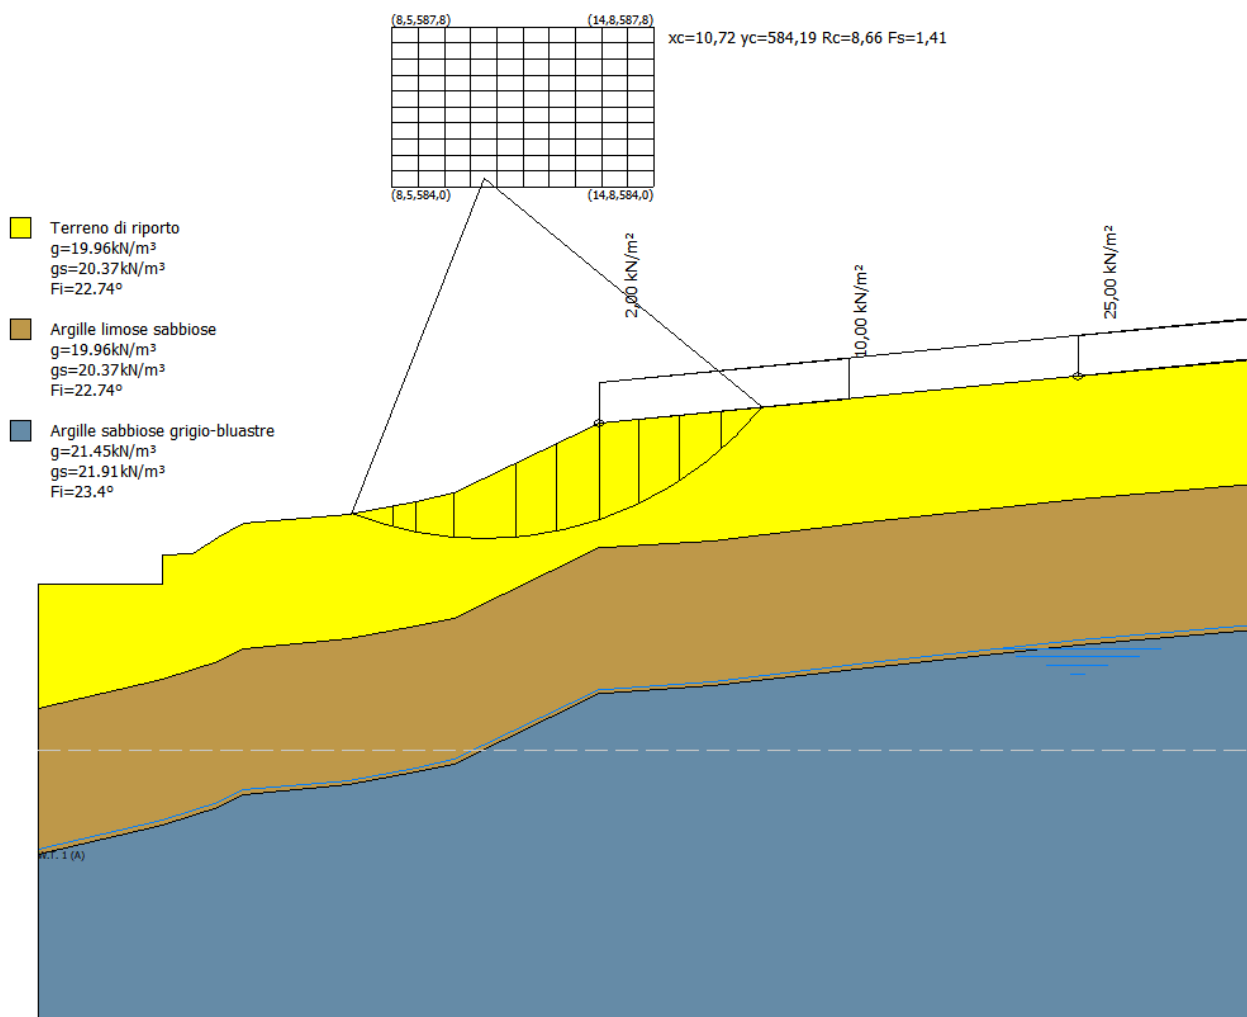 (8,5,587,8)
(14,8,587,8)
xc=10,72 yc=584,19 Rc=8,66 Fs=1,41
(8,5,584,0)
(14,8,584,0)
Terreno di riporto
g=19.96kN/m³
gs=20.37kN/m³
Fi=22.74°
Argille limose sabbiose
g=19.96kN/m³
gs=20.37kN/m³
Fi=22.74°
Argille sabbiose grigio-bluastre
g=21.45kN/m³
gs=21.91kN/m³
Fi=23.4°
2,00 kN/m²
10,00 kN/m²
25,00 kN/m²
W.T. 1 (A)